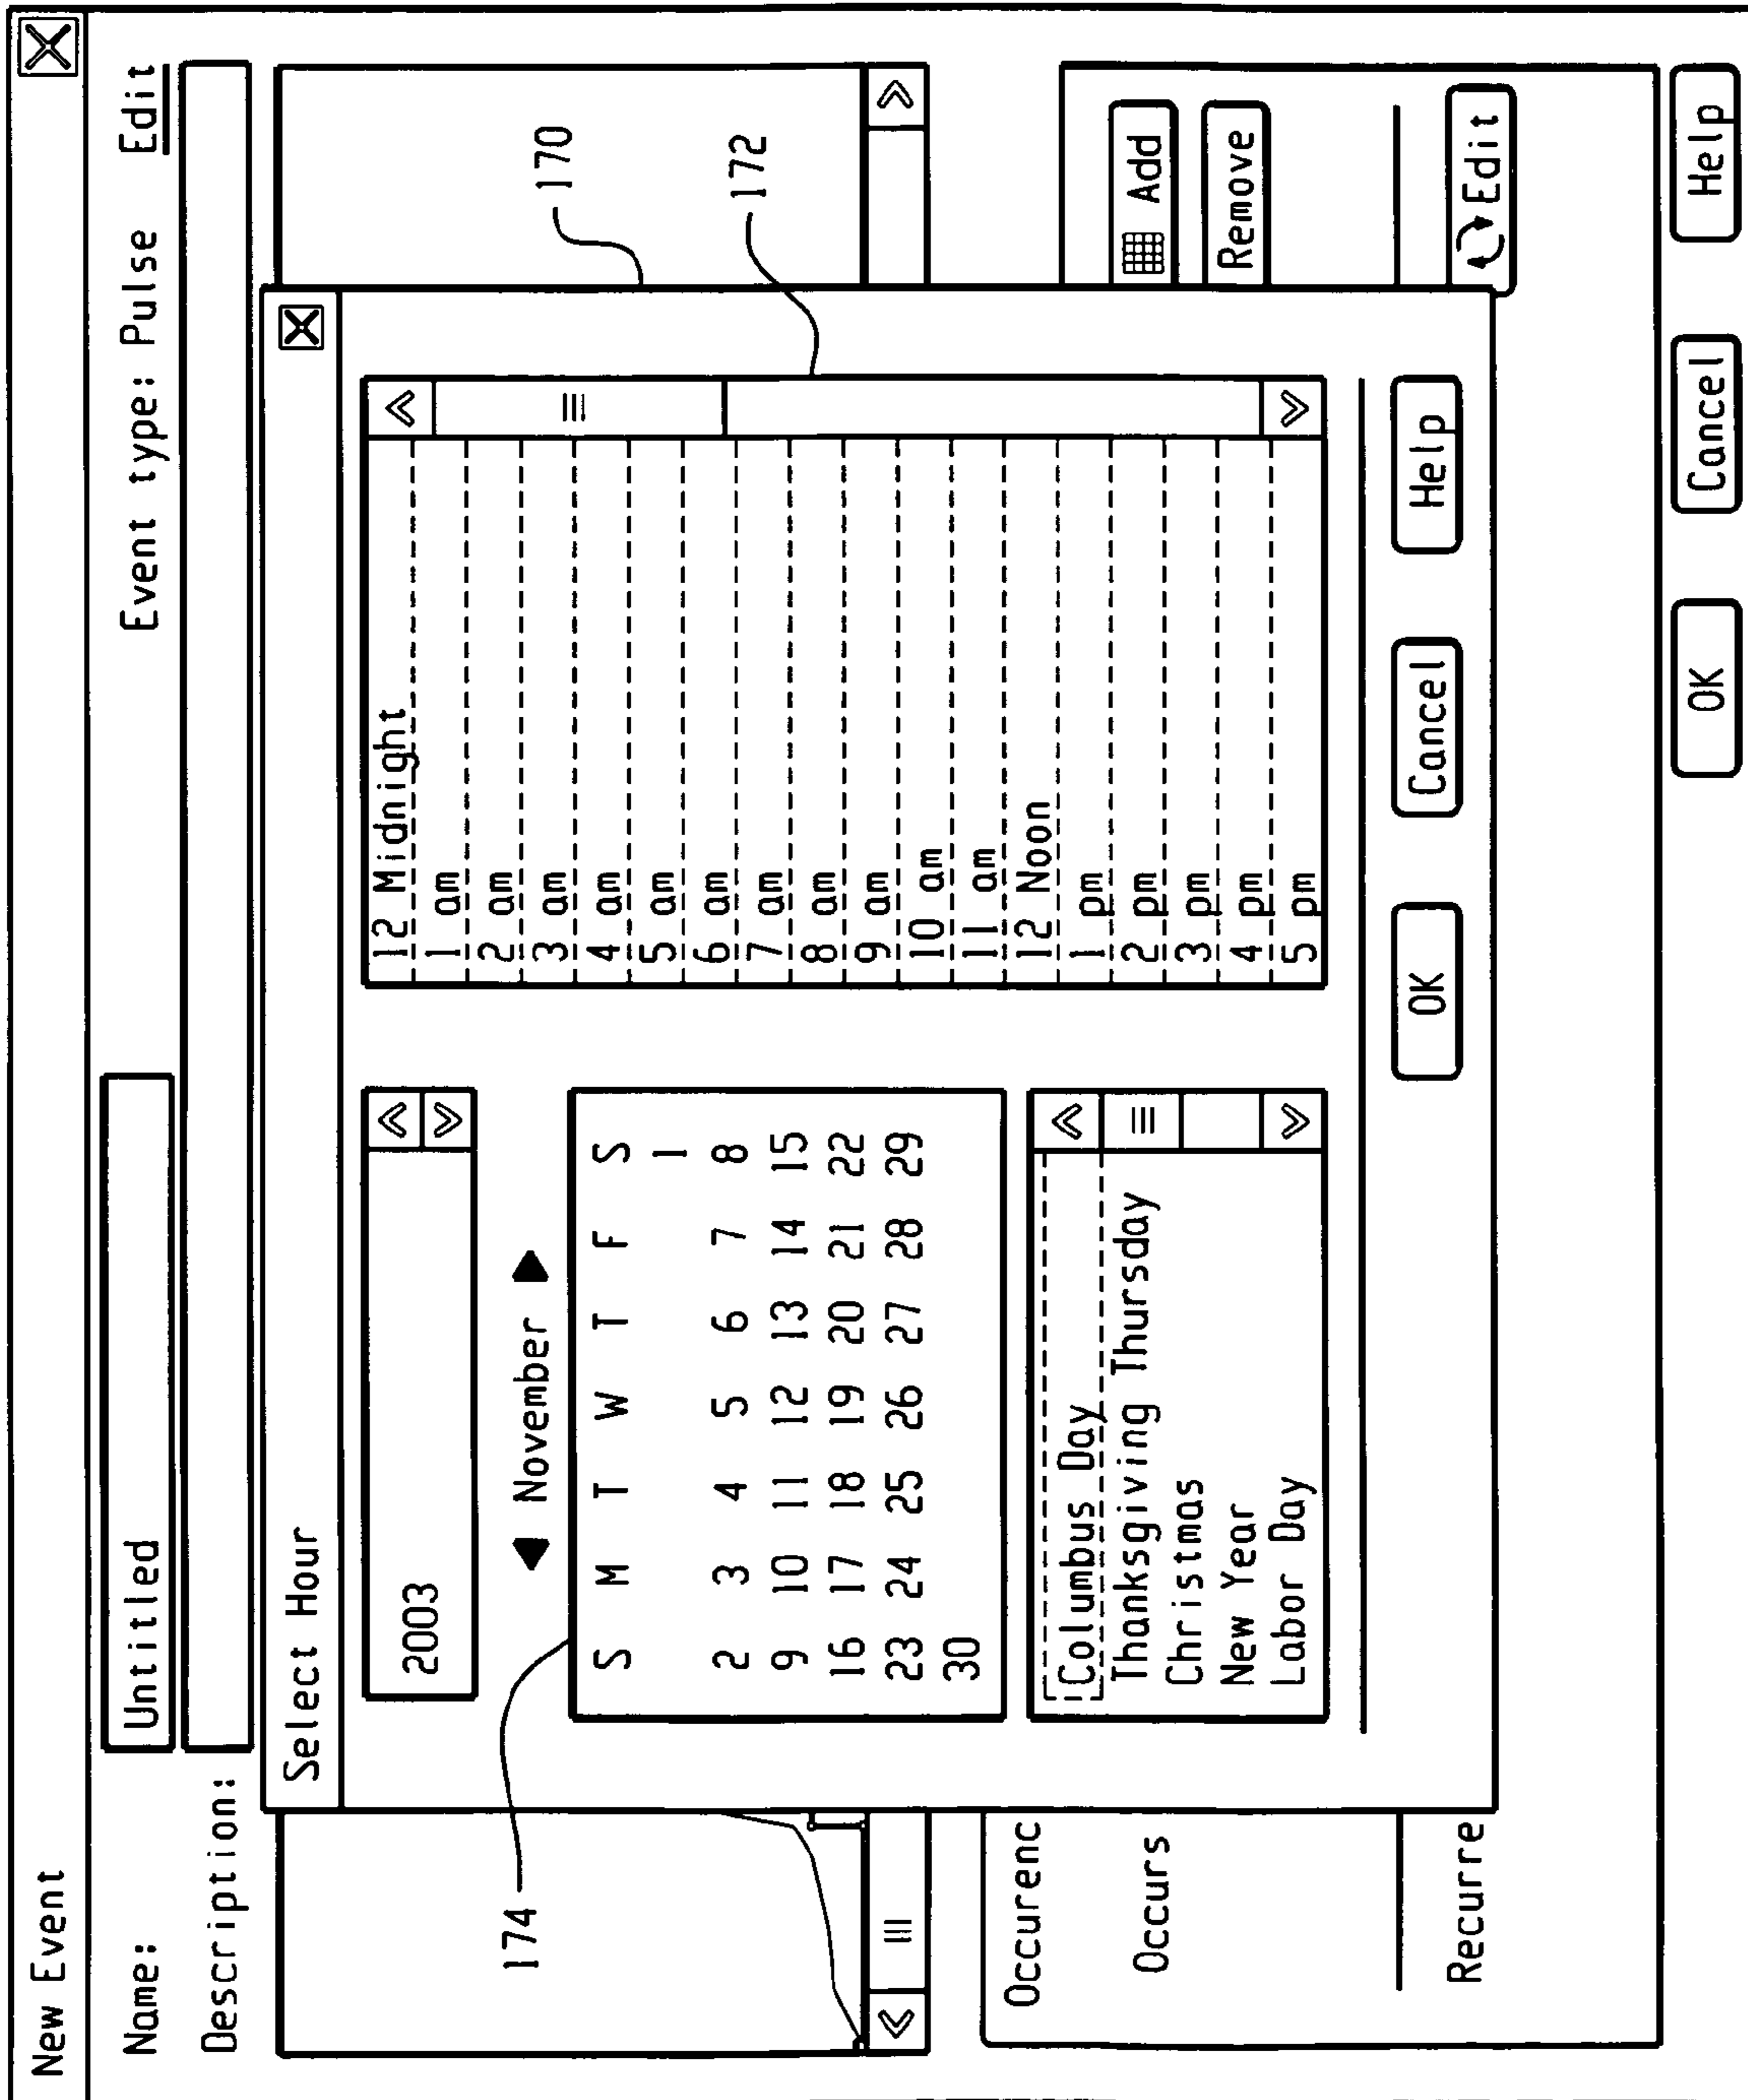 New Event
Name: Untitled Event type: Pulse Edit
Description:
Select Hour
2003
November
S M T W T F S
1
2 3 4 5 6 7 8
9 10 11 12 13 14 15
16 17 18 19 20 21 22
23 24 25 26 27 28 29
30
Columbus Day
Thanksgiving Thursday
Christmas
New Year
Labor Day
12 Midnight
1 am
2 am
3 am
4 am
5 am
6 am
7 am
8 am
9 am
10 am
11 am
12 Noon
1 pm
2 pm
3 pm
4 pm
5 pm
OK Cancel Help
174
170
172
Occurenc
Occurs
Add
Remove
Recurre
Edit
OK Cancel Help